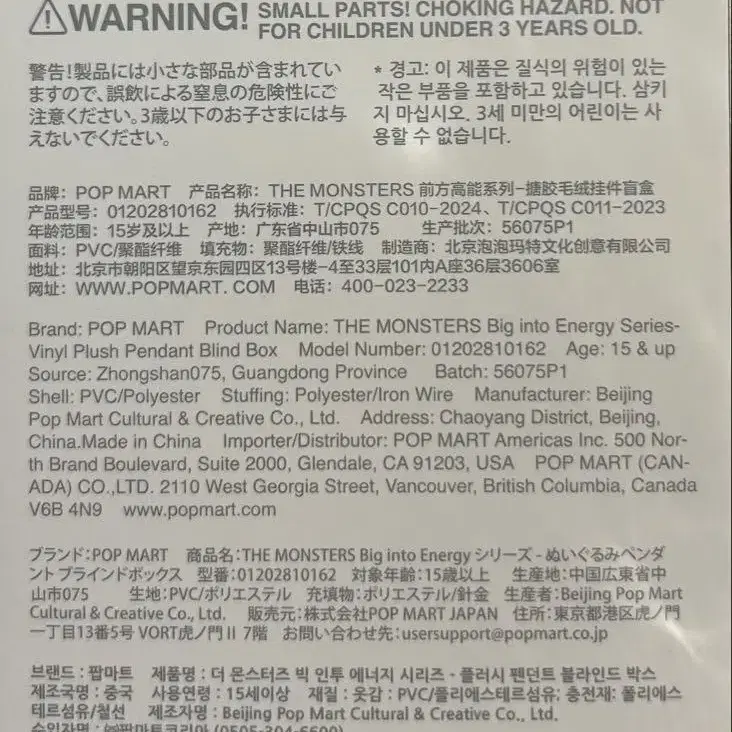 ⚠WARNING! SMALL PARTS! CHOKING HAZARD. NOT
FOR CHILDREN UNDER 3 YEARS OLD.
警告!製品には小さな部品が含まれてい
ますので、誤飲による窒息の危険性にご
注意ください。3歳以下のお子さまには与
えないでください。
* 경고: 이 제품은 질식의 위험이 있는
작은 부품을 포함하고 있습니다. 삼키
지 마십시오. 3세 미만의 어린이는 사
용할 수 없습니다.
品牌: POP MART 产品名称: THE MONSTERS 前方高能系列-搪胶毛绒挂件盲盒
产品型号: 01202810162 执行标准: T/CPQS C010-2024、T/CPQS C011-2023
年龄范围: 15岁及以上 产地: 广东省中山市075 生产批次: 56075P1
面料: PVC/聚酯纤维 填充物: 聚酯纤维/铁线 制造商: 北京泡泡玛特文化创意有限公司
地址: 北京市朝阳区望京东园四区13号楼-4至33层101内A座36层3606室
网址: WWW.POPMART. COM 电话: 400-023-2233
Brand: POP MART Product Name: THE MONSTERS Big into Energy Series-
Vinyl Plush Pendant Blind Box Model Number: 01202810162 Age: 15 & up
Source: Zhongshan075, Guangdong Province Batch: 56075P1
Shell: PVC/Polyester Stuffing: Polyester/Iron Wire Manufacturer: Beijing
Pop Mart Cultural & Creative Co., Ltd. Address: Chaoyang District, Beijing,
China.Made in China Importer/Distributor: POP MART Americas Inc. 500 Nor-
th Brand Boulevard, Suite 2000, Glendale, CA 91203, USA POP MART (CAN-
ADA) CO.,LTD. 2110 West Georgia Street, Vancouver, British Columbia, Canada
V6B 4N9 www.popmart.com
ブランド:POP MART 商品名:THE MONSTERS Big into Energy シリーズ - ぬいぐるみペンダ
ント ブラインドボックス 型番:01202810162 対象年齢:15歳以上 生産地:中国広東省中
山市075 生地:PVC/ポリエステル 充填物:ポリエステル/針金 生産者:Beijing Pop Mart
Cultural & Creative Co., Ltd. 販売元:株式会社POP MART JAPAN 住所:東京都港区虎ノ門
一丁目13番5号 VORT虎ノ門Ⅱ 7階 お問い合わせ先:usersupport@popmart.co.jp
브랜드 : 팝마트 제품명 : 더 몬스터즈 빅 인투 에너지 시리즈 - 플러시 펜던트 블라인드 박스
제조국명 : 중국 사용연령 : 15세이상 재질 : 옷감 : PVC/폴리에스테르섬유; 충전재: 폴리에스
테르섬유/철선 제조자명 : Beijing Pop Mart Cultural & Creative Co., Ltd.
수입자명 : ㈜팝마트코리아 (0505-304-6600)